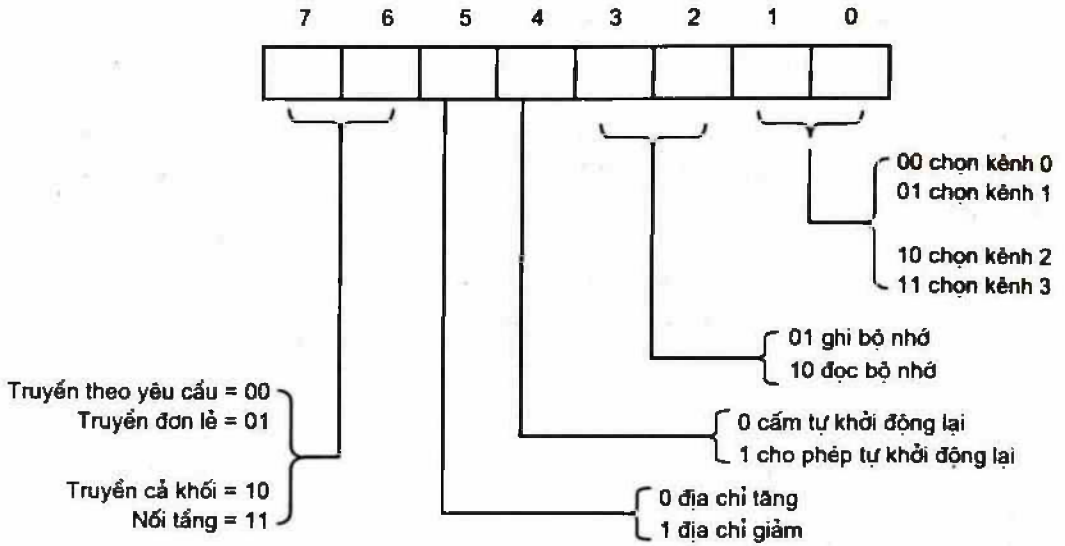 7 6 5 4 3 2 1 0
00 chọn kênh 0
01 chọn kênh 1
10 chọn kênh 2
11 chọn kênh 3
01 ghi bộ nhớ
10 đọc bộ nhớ
Truyền theo yêu cầu = 00
Truyền đơn lẻ = 01
Truyền cả khối = 10
Nối tầng = 11
0 cấm tự khởi động lại
1 cho phép tự khởi động lại
0 địa chỉ tăng
1 địa chỉ giảm